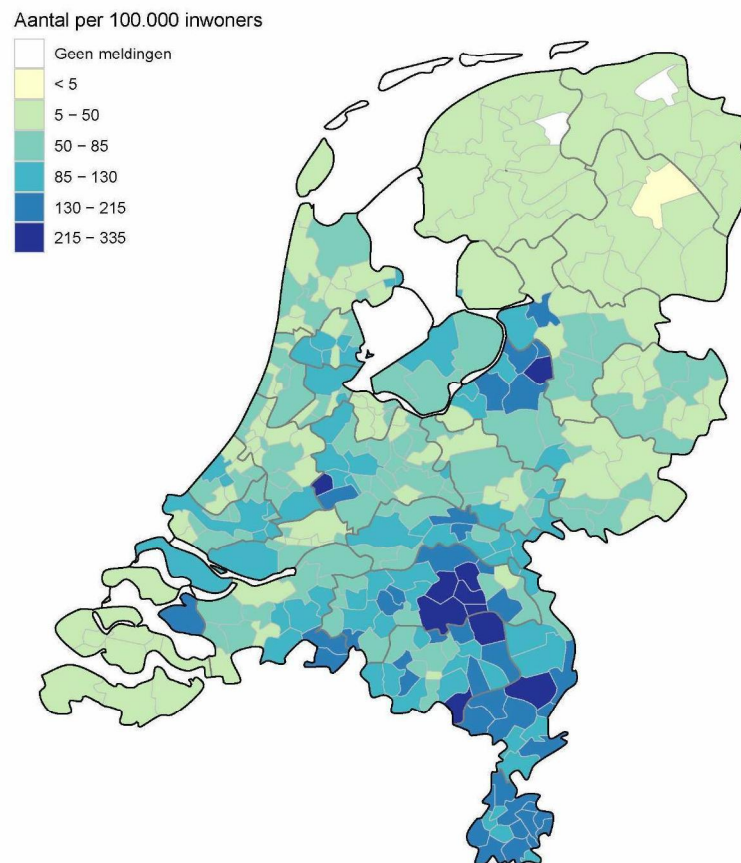 Aantal per 100.000 inwoners
Geen meldingen
< 5
5 – 50
50 – 85
85 – 130
130 – 215
215 – 335